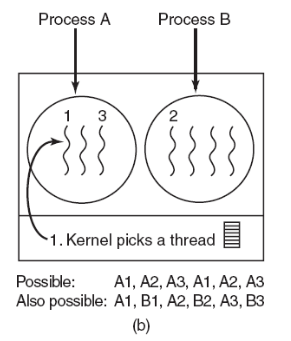 Process A Process B
1 3 2
1. Kernel picks a thread
Possible: A1, A2, A3, A1, A2, A3
Also possible: A1, B1, A2, B2, A3, B3
(b)